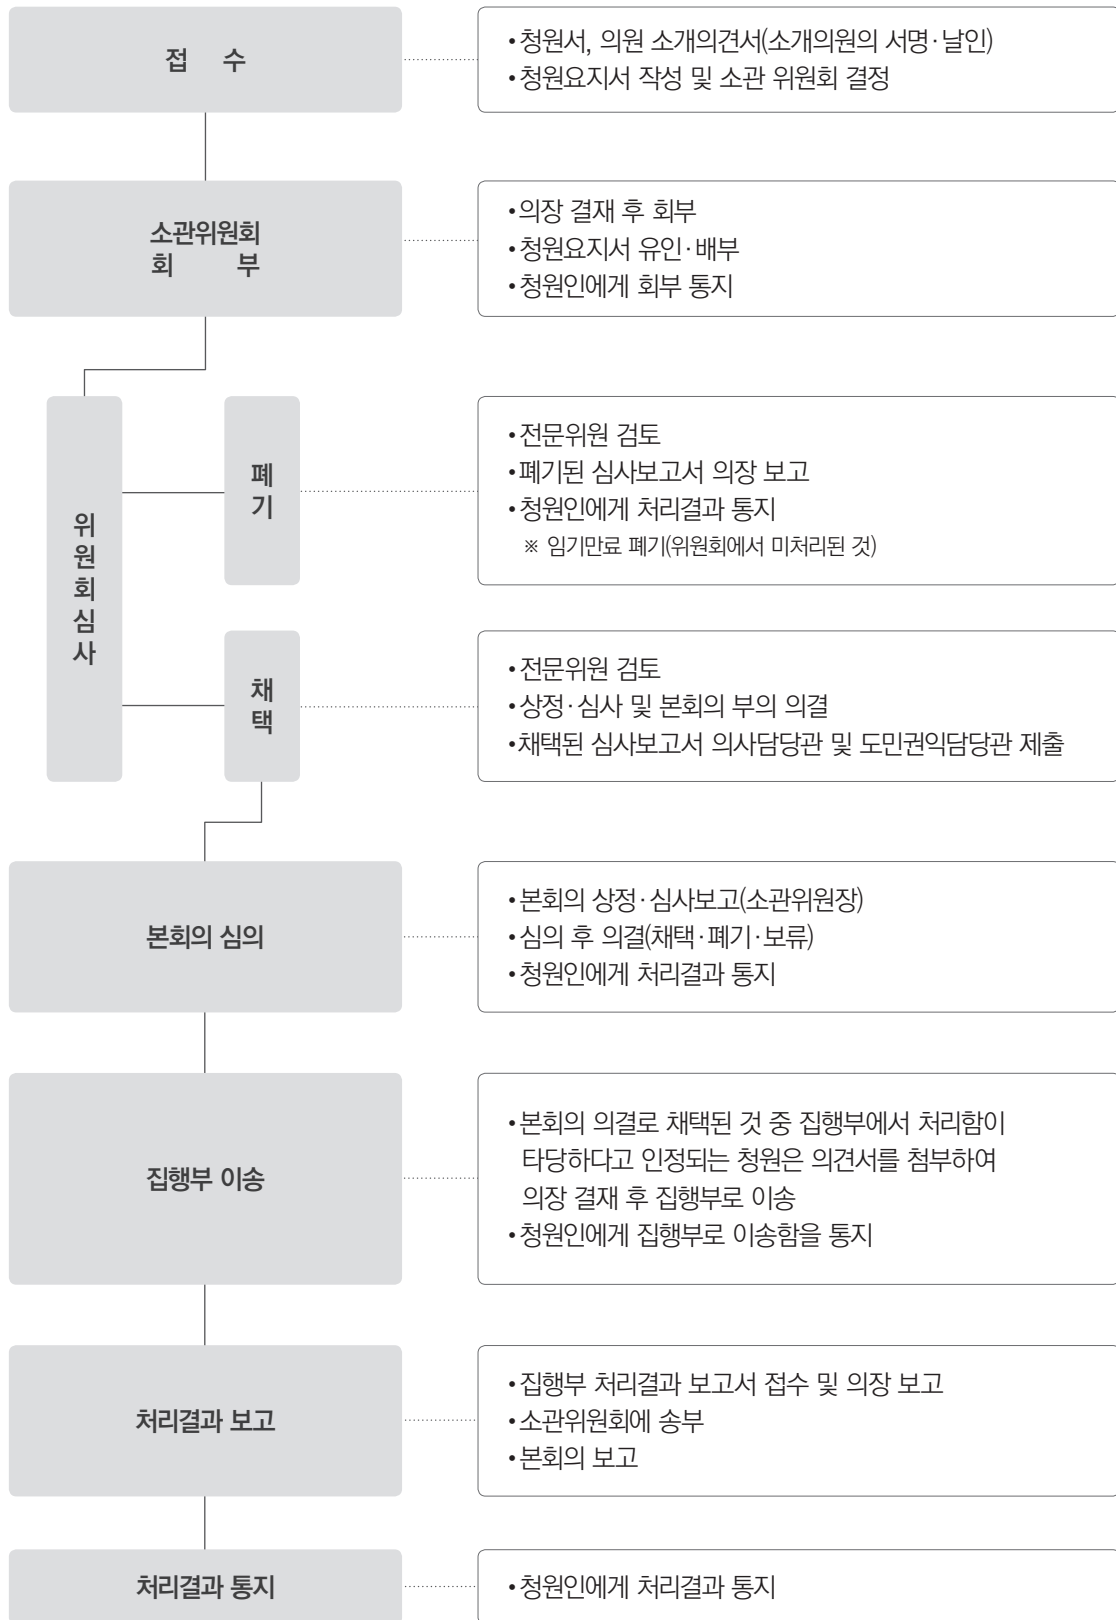 접 수
•청원서, 의원 소개의견서(소개의원의 서명·날인)
•청원요지서 작성 및 소관 위원회 결정
소관위원회
회 부
•의장 결재 후 회부
•청원요지서 유인·배부
•청원인에게 회부 통지
위원회심사
폐기
•전문위원 검토
•폐기된 심사보고서 의장 보고
•청원인에게 처리결과 통지
※ 임기만료 폐기(위원회에서 미처리된 것)
채택
•전문위원 검토
•상정·심사 및 본회의 부의 의결
•채택된 심사보고서 의사담당관 및 도민권익담당관 제출
본회의 심의
•본회의 상정·심사보고(소관위원장)
•심의 후 의결(채택·폐기·보류)
•청원인에게 처리결과 통지
집행부 이송
•본회의 의결로 채택된 것 중 집행부에서 처리함이
타당하다고 인정되는 청원은 의견서를 첨부하여
의장 결재 후 집행부로 이송
•청원인에게 집행부로 이송함을 통지
처리결과 보고
•집행부 처리결과 보고서 접수 및 의장 보고
•소관위원회에 송부
•본회의 보고
처리결과 통지
•청원인에게 처리결과 통지